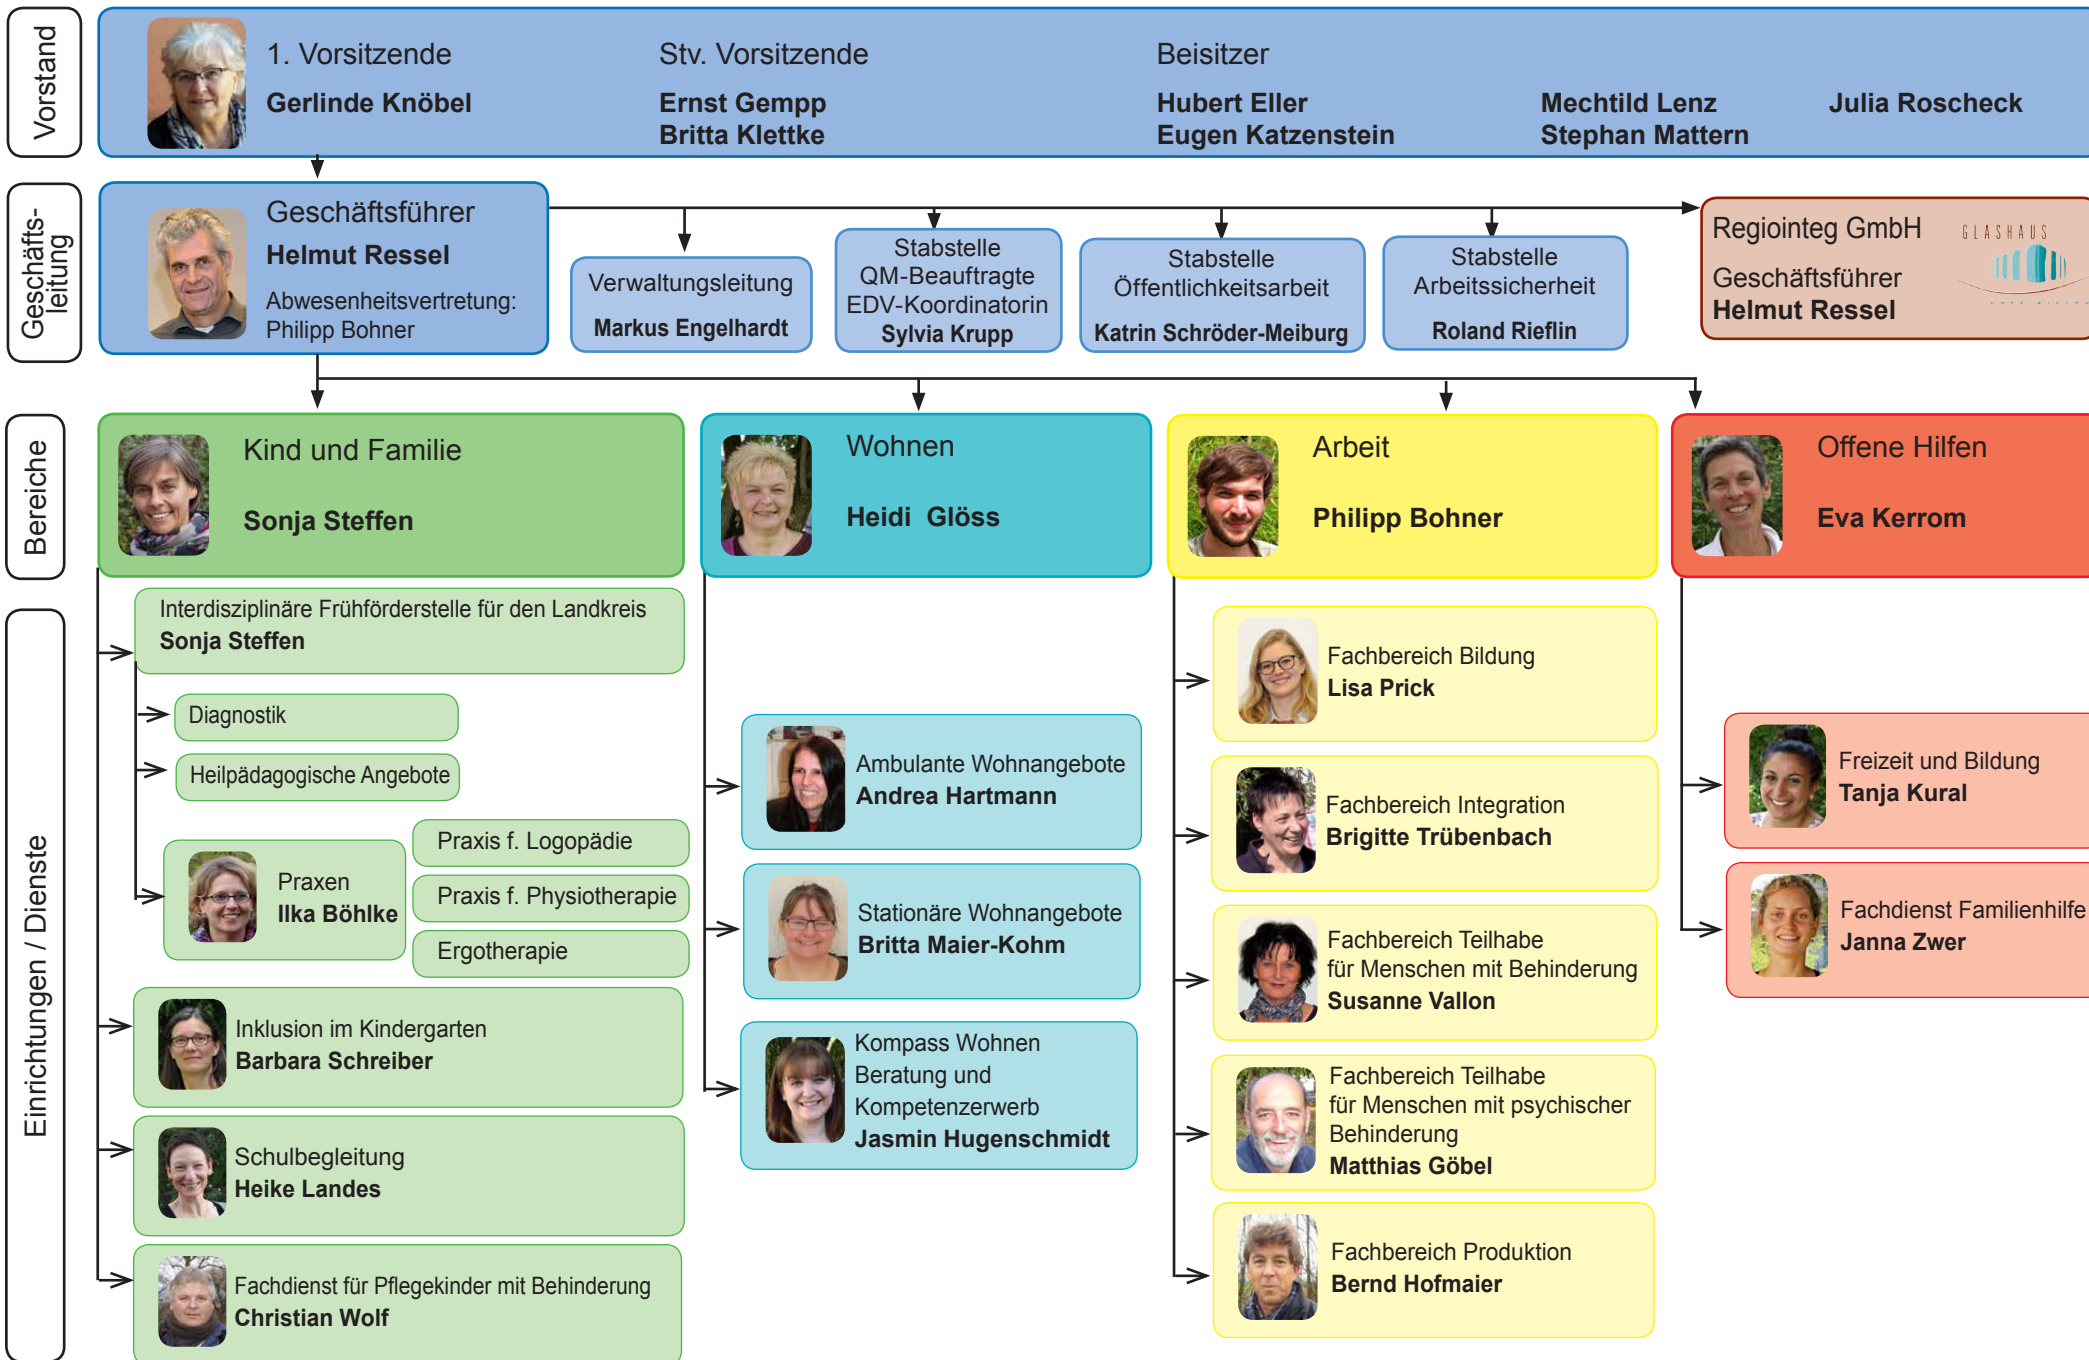 Vorstand
1. Vorsitzende
Gerlinde Knöbel
Stv. Vorsitzende
Ernst Gempp
Britta Klettke
Beisitzer
Hubert Eller
Eugen Katzenstein
Mechtild Lenz
Stephan Mattern
Julia Roscheck
Geschäfts-
leitung
Geschäftsführer
Helmut Ressel
Abwesenheitsvertretung:
Philipp Bohner
Verwaltungsleitung
Markus Engelhardt
Stabstelle
QM-Beauftragte
EDV-Koordinatorin
Sylvia Krupp
Stabstelle
Öffentlichkeitsarbeit
Katrin Schröder-Meiburg
Stabstelle
Arbeitssicherheit
Roland Rieflin
Regiointeg GmbH
Geschäftsführer
Helmut Ressel
GLASHAUS
Bereiche
Kind und Familie
Sonja Steffen
Wohnen
Heidi Glöss
Arbeit
Philipp Bohner
Offene Hilfen
Eva Kerrom
Einrichtungen / Dienste
Interdisziplinäre Frühförderstelle für den Landkreis
Sonja Steffen
Diagnostik
Heilpädagogische Angebote
Praxen
Ilka Böhlke
Praxis f. Logopädie
Praxis f. Physiotherapie
Ergotherapie
Inklusion im Kindergarten
Barbara Schreiber
Schulbegleitung
Heike Landes
Fachdienst für Pflegekinder mit Behinderung
Christian Wolf
Ambulante Wohnangebote
Andrea Hartmann
Stationäre Wohnangebote
Britta Maier-Kohm
Kompass Wohnen
Beratung und
Kompetenzerwerb
Jasmin Hugenschmidt
Fachbereich Bildung
Lisa Prick
Fachbereich Integration
Brigitte Trübenbach
Fachbereich Teilhabe
für Menschen mit Behinderung
Susanne Vallon
Fachbereich Teilhabe
für Menschen mit psychischer
Behinderung
Matthias Göbel
Fachbereich Produktion
Bernd Hofmaier
Freizeit und Bildung
Tanja Kural
Fachdienst Familienhilfe
Janna Zwer